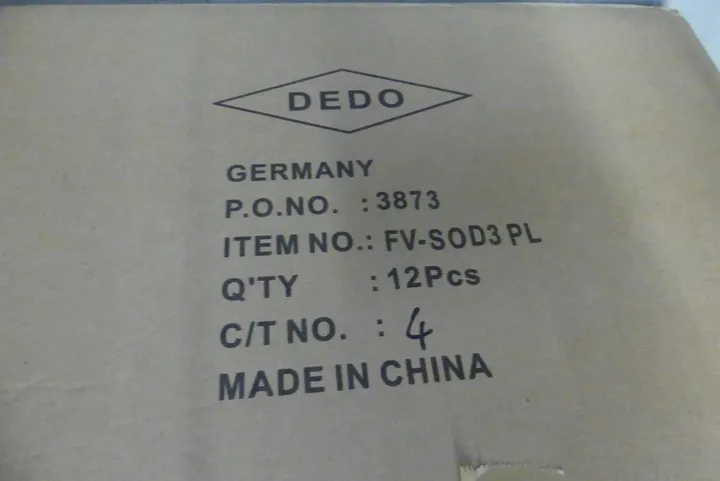 DEDO
GERMANY
P.O.NO. : 3873
ITEM NO.: FV-SOD3 PL
Q'TY : 12Pcs
C/T NO. : 4
MADE IN CHINA